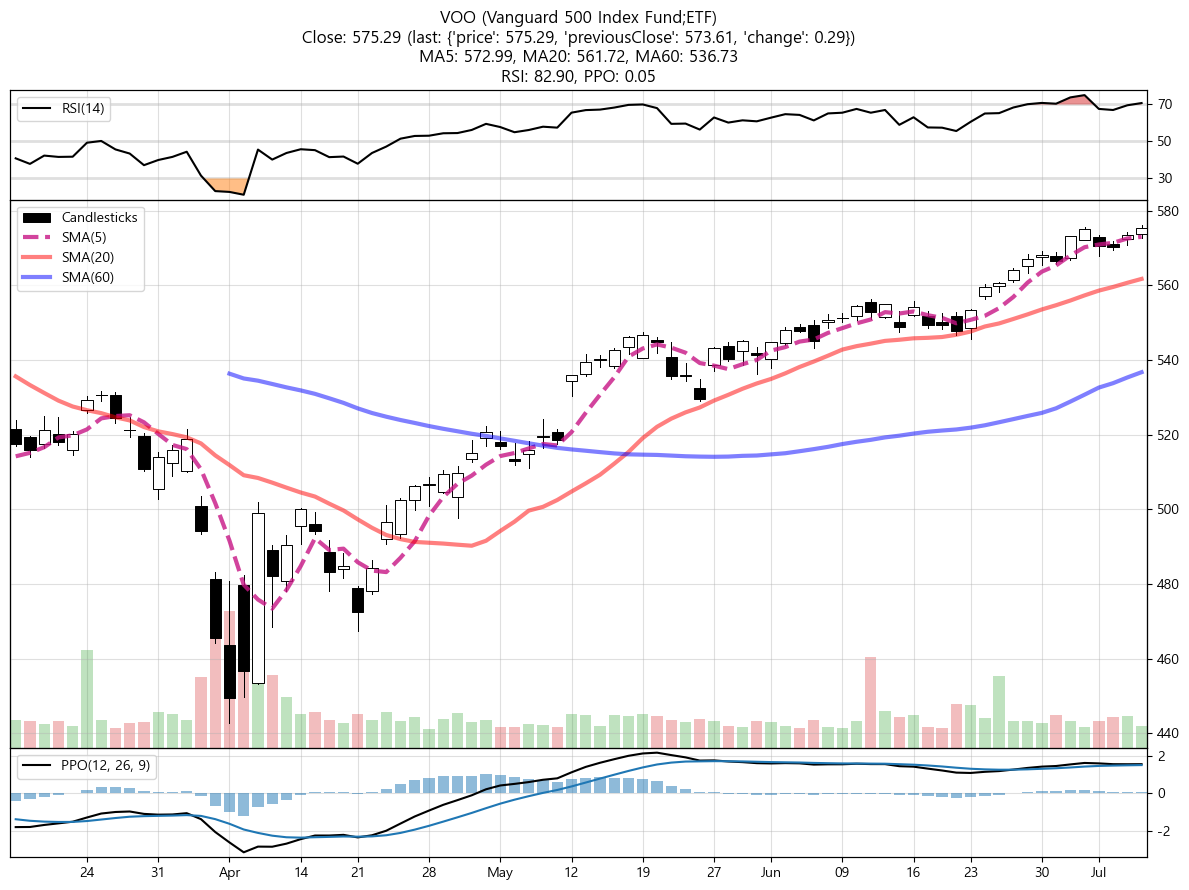 VOO (Vanguard 500 Index Fund;ETF)
Close: 575.29 (last: {'price': 575.29, 'previousClose': 573.61, 'change': 0.29})
MA5: 572.99, MA20: 561.72, MA60: 536.73
RSI: 82.90, PPO: 0.05
RSI(14)
70
50
30
Candlesticks
SMA(5)
SMA(20)
SMA(60)
580
560
540
520
500
480
460
440
PPO(12, 26, 9)
2
0
-2
24 31 Apr 14 21 28 May 12 19 27 Jun 09 16 23 30 Jul